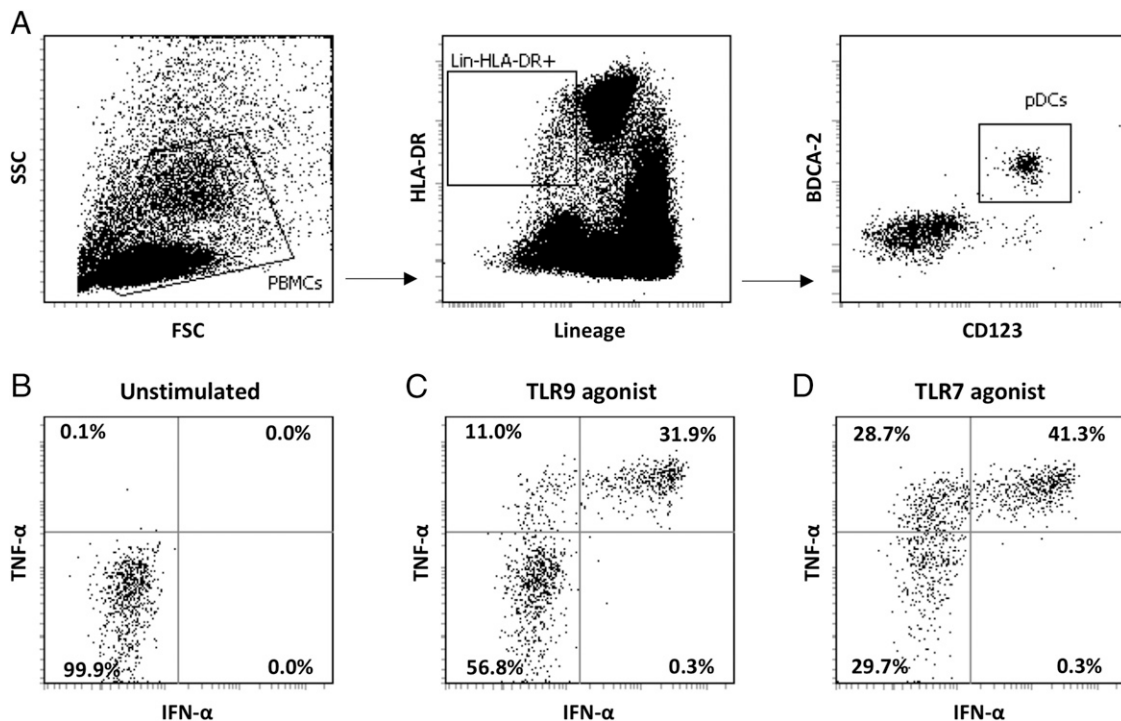 A
SSC
PBMCs
FSC
Lin-HLA-DR+
HLA-DR
Lineage
pDCs
BDCA-2
CD123
B
Unstimulated
0.1%
0.0%
TNF-α
99.9%
0.0%
IFN-α
C
TLR9 agonist
11.0%
31.9%
TNF-α
56.8%
0.3%
IFN-α
D
TLR7 agonist
28.7%
41.3%
TNF-α
29.7%
0.3%
IFN-α